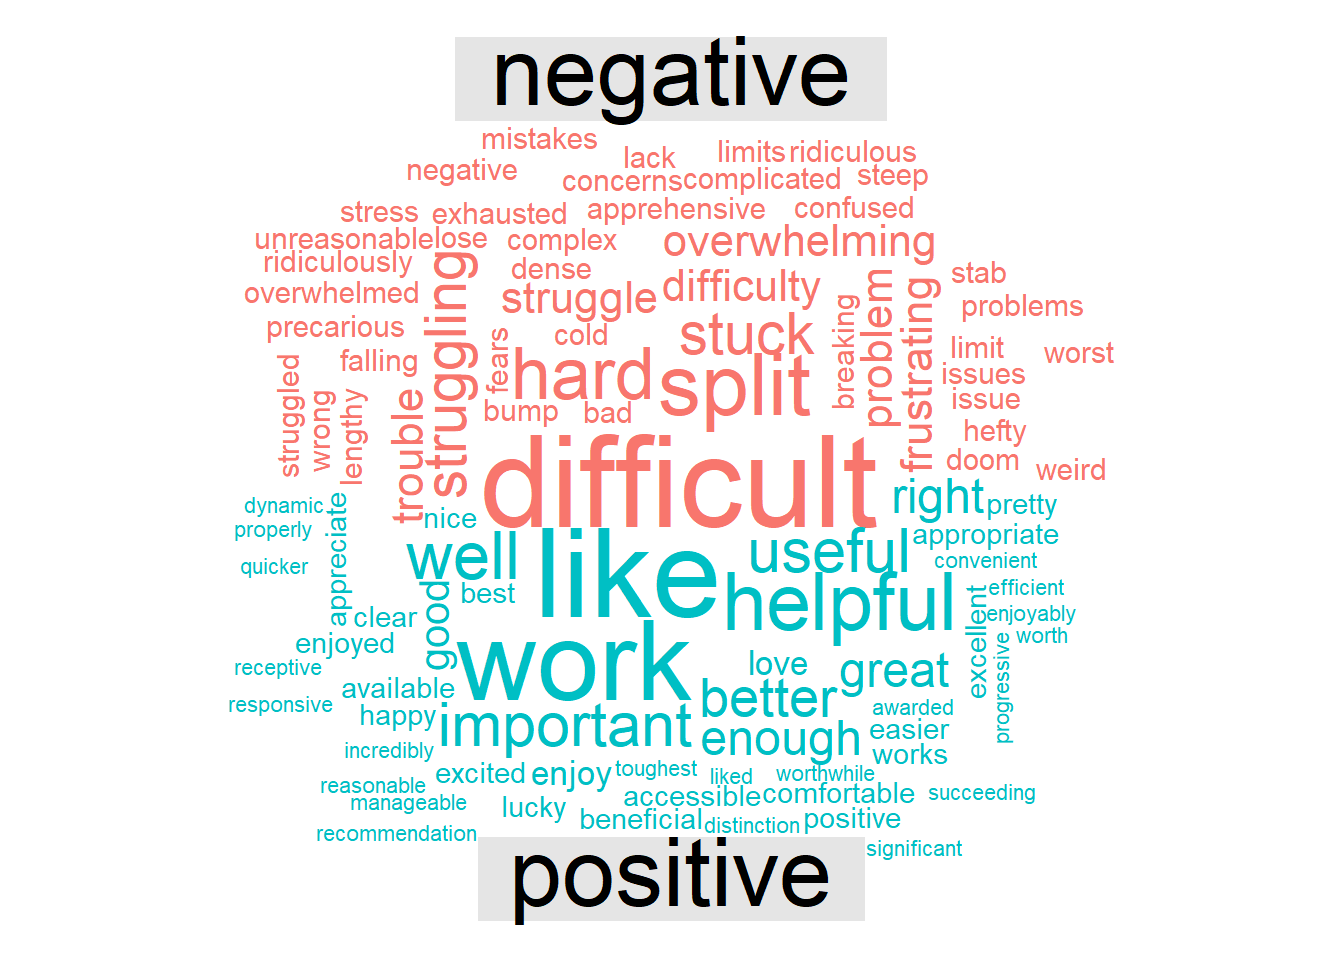 negative
mistakes
lack
limits ridiculous
negative
concerns complicated steep
stress exhausted apprehensive confused
unreasonable lose complex overwhelming
ridiculously dense stab
overwhelmed struggle difficulty problems
struggling
precarious cold stuck breaking problem frustrating
falling fears hard split limit worst
issues
struggled wrong lengthy trouble bump bad issue
hefty
difficult doom weird
dynamic appreciate nice right pretty
properly well like useful appropriate
quicker convenient
good best helpful efficient
clear excellent enjoyably
enjoyed work worth
receptive love great progressive
available better
responsive happy important awarded
enough easier
incredibly works
reasonable excited enjoy toughest liked worthwhile
manageable lucky accessible comfortable succeeding
recommendation beneficial distinction positive
significant
positive